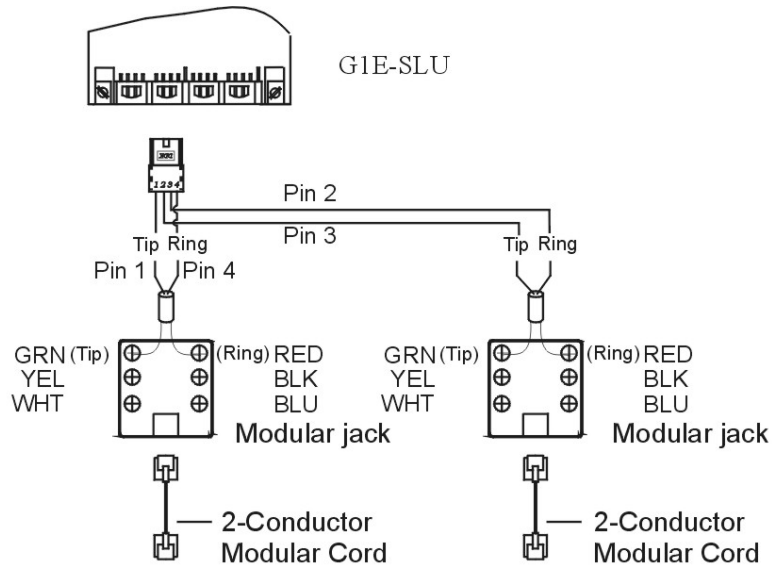 G1E-SLU
1234
Pin 2
Pin 3
Tip Ring
Tip Ring
Pin 1
Pin 4
GRN (Tip)
(Ring) RED
GRN (Tip)
(Ring) RED
YEL
BLK
YEL
BLK
WHT
BLU
WHT
BLU
Modular jack
Modular jack
2-Conductor
Modular Cord
2-Conductor
Modular Cord